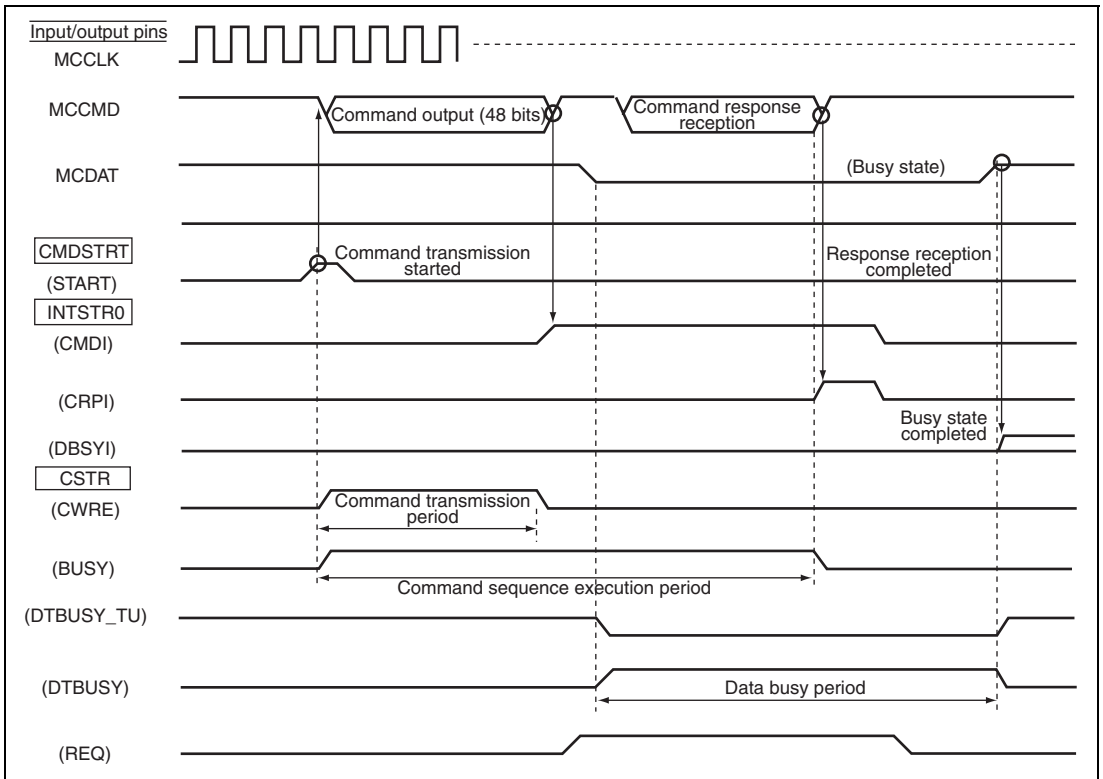 Input/output pins
MCCLK
MCCMD
Command output (48 bits)
Command response
reception
MCDAT
(Busy state)
CMDSTRT
(START)
Command transmission
started
Response reception
completed
INTSTR0
(CMDI)
(CRPI)
Busy state
completed
(DBSYI)
CSTR
(CWRE)
Command transmission
period
(BUSY)
Command sequence execution period
(DTBUSY_TU)
(DTBUSY)
Data busy period
(REQ)